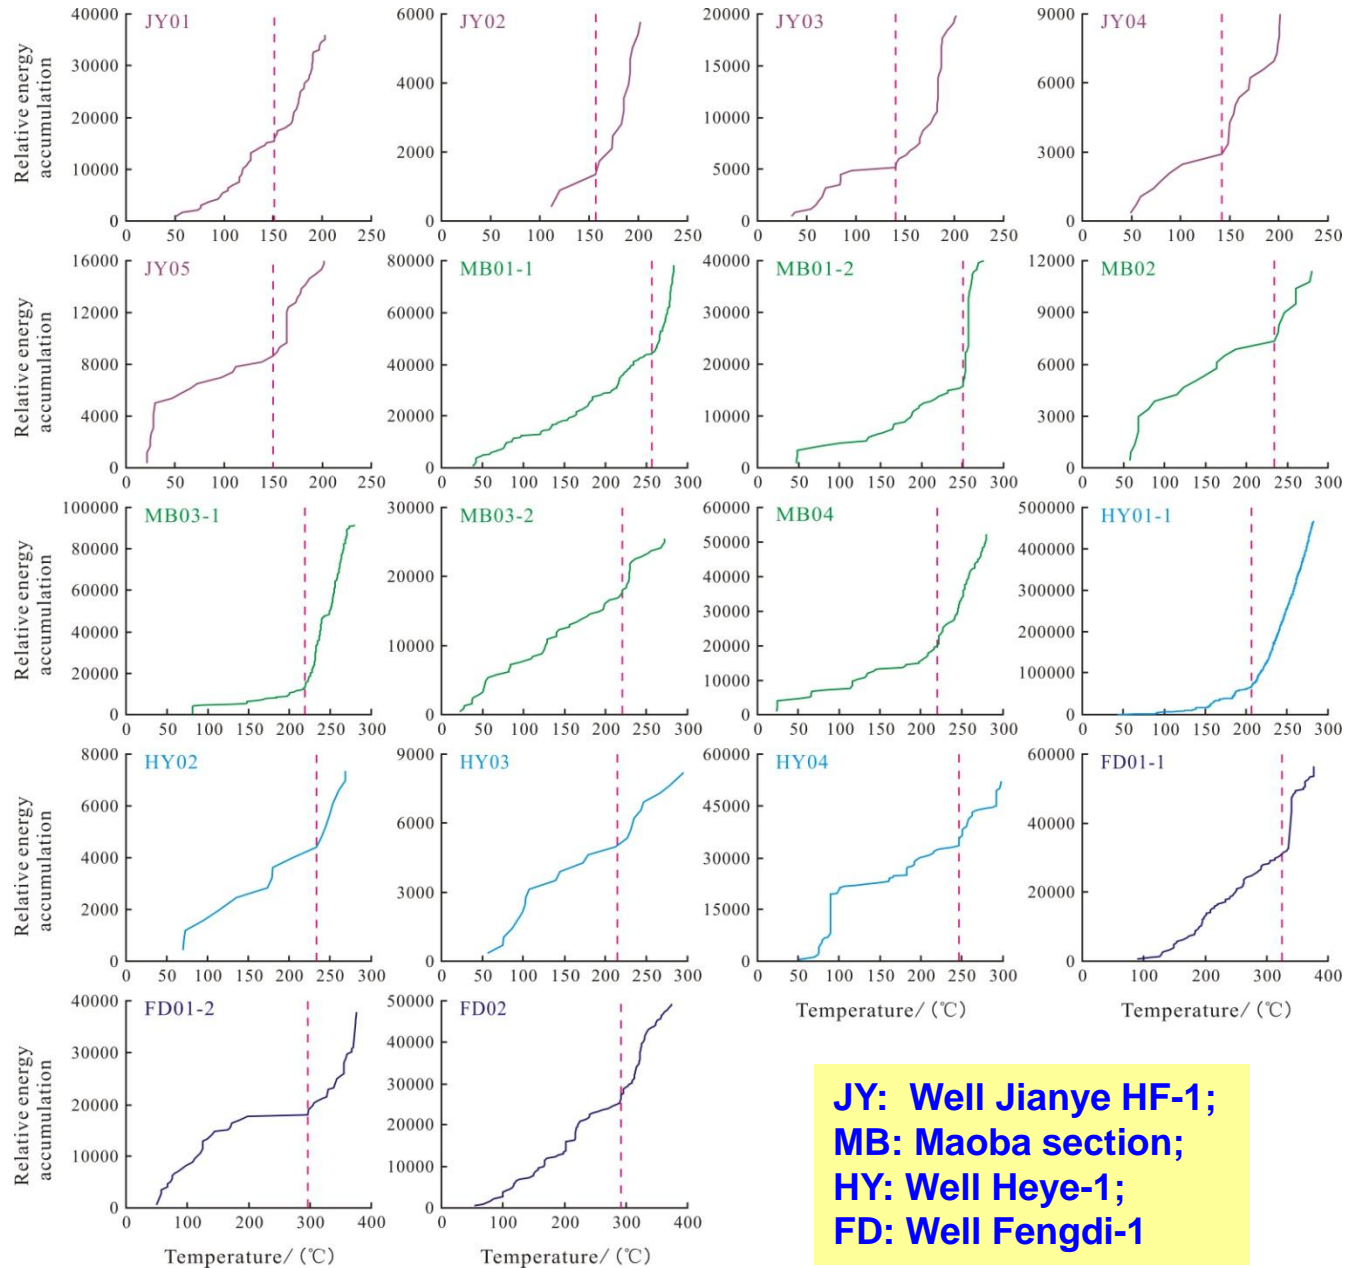 JY01
JY02
JY03
JY04
Relative energy
accumulation
40000
30000
20000
10000
0
0 50 100 150 200 250
6000
4000
2000
0
0 50 100 150 200 250
20000
15000
10000
5000
0
0 50 100 150 200 250
9000
6000
3000
0
0 50 100 150 200 250
JY05
MB01-1
MB01-2
MB02
Relative energy
accumulation
16000
12000
8000
4000
0
0 50 100 150 200 250
80000
60000
40000
20000
0
0 50 100 150 200 250 300
40000
30000
20000
10000
0
0 50 100 150 200 250 300
12000
9000
6000
3000
0
0 50 100 150 200 250 300
MB03-1
MB03-2
MB04
HY01-1
Relative energy
accumulation
100000
80000
60000
40000
20000
0
0 50 100 150 200 250 300
30000
20000
10000
0
0 50 100 150 200 250 300
60000
50000
40000
30000
20000
10000
0
0 50 100 150 200 250 300
500000
400000
300000
200000
100000
0
0 50 100 150 200 250 300
HY02
HY03
HY04
FD01-1
Relative energy
accumulation
8000
6000
4000
2000
0
0 50 100 150 200 250 300
9000
6000
3000
0
0 50 100 150 200 250 300
60000
45000
30000
15000
0
0 50 100 150 200 250 300
Temperature/(℃)
60000
40000
20000
0
0 100 200 300 400
Temperature/(℃)
FD01-2
FD02
Relative energy
accumulation
40000
30000
20000
10000
0
0 100 200 300 400
Temperature/(℃)
50000
40000
30000
20000
10000
0
0 100 200 300 400
Temperature/(℃)
JY: Well Jianye HF-1;
MB: Maoba section;
HY: Well Heye-1;
FD: Well Fengdi-1